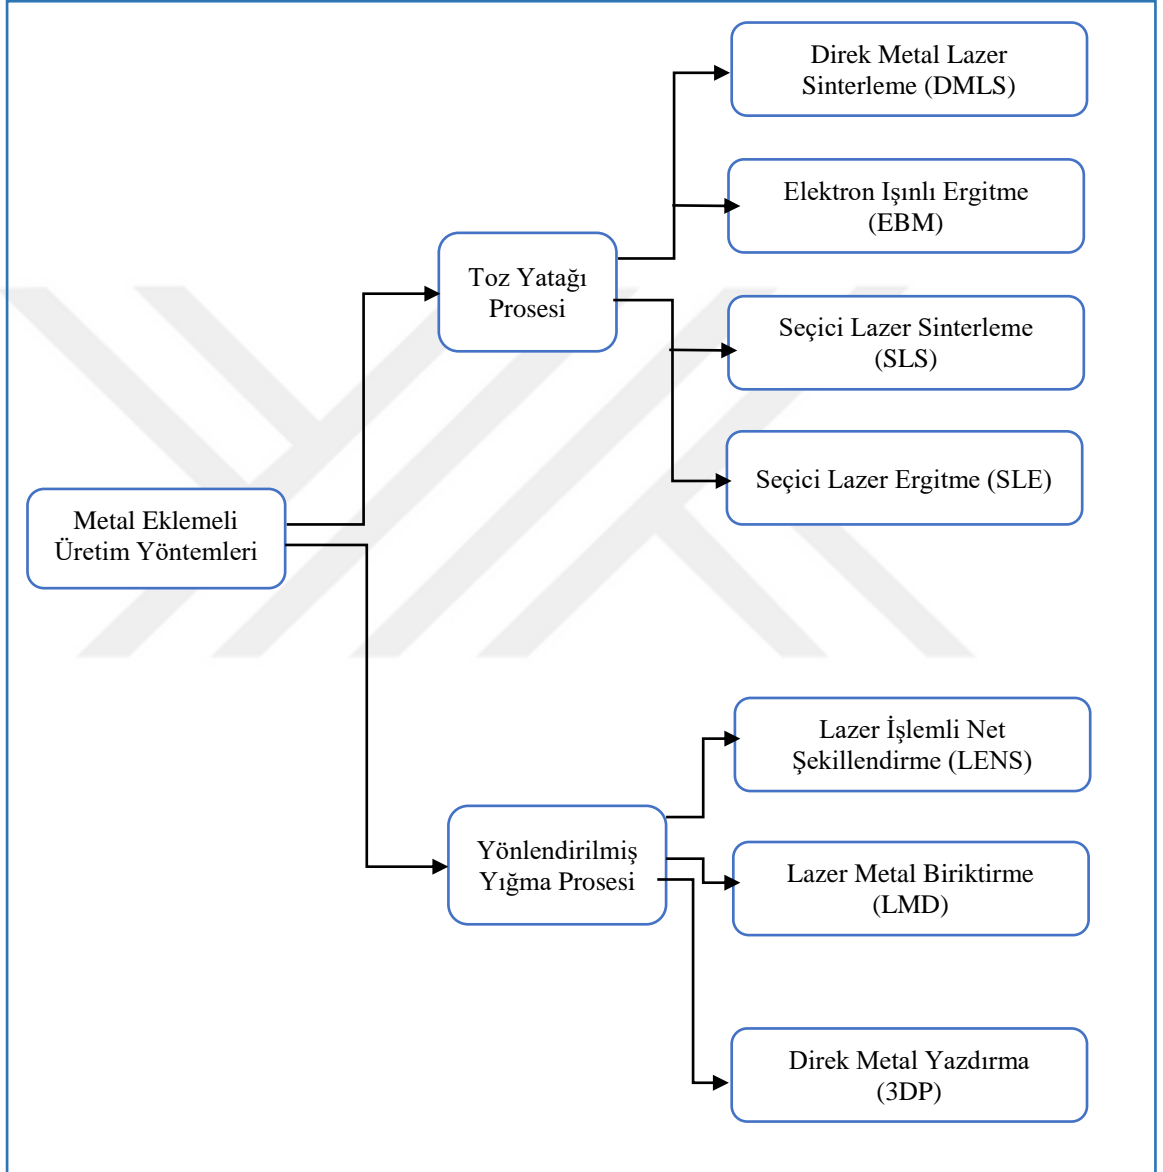 Direk Metal Lazer
Sinterleme (DMLS)
Elektron Işınlı Ergitme
(EBM)
Toz Yatağı
Prosesi
Seçici Lazer Sinterleme
(SLS)
Seçici Lazer Ergitme (SLE)
Metal Eklemeli
Üretim Yöntemleri
Lazer İşlemli Net
Şekillendirme (LENS)
Yönlendirilmiş
Yığma Prosesi
Lazer Metal Biriktirme
(LMD)
Direk Metal Yazdırma
(3DP)